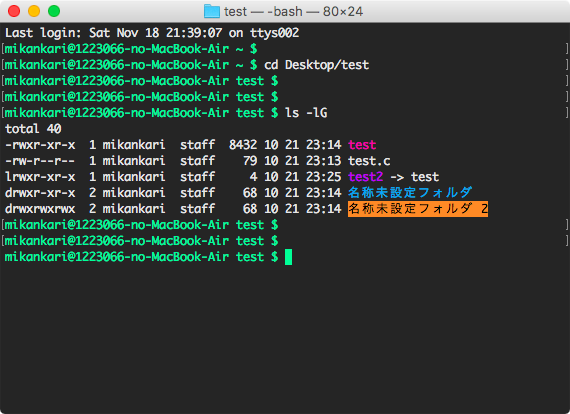 test — -bash — 80×24
Last login: Sat Nov 18 21:39:07 on ttys002
[mikankari@1223066-no-MacBook-Air ~ $ ]
[mikankari@1223066-no-MacBook-Air ~ $ cd Desktop/test ]
[mikankari@1223066-no-MacBook-Air test $ ]
[mikankari@1223066-no-MacBook-Air test $ ]
[mikankari@1223066-no-MacBook-Air test $ ls -lG ]
total 40
-rwxr-xr-x  1 mikankari  staff  8432 10 21 23:14 test
-rw-r--r--  1 mikankari  staff    79 10 21 23:13 test.c
lrwxr-xr-x  1 mikankari  staff     4 10 21 23:25 test2 -> test
drwxr-xr-x  2 mikankari  staff    68 10 21 23:14 名称未設定フォルダ
drwxrwxrwx  2 mikankari  staff    68 10 21 23:14 名称未設定フォルダ 2
[mikankari@1223066-no-MacBook-Air test $ ]
[mikankari@1223066-no-MacBook-Air test $ ]
mikankari@1223066-no-MacBook-Air test $